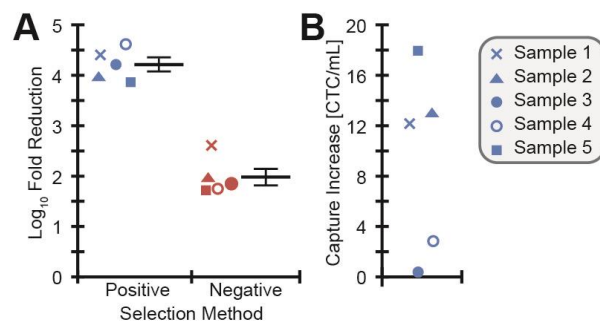 A
Log10 Fold Reduction
5
4
3
2
1
0
Positive
Negative
Selection Method
B
Capture Increase [CTC/mL]
20
16
12
8
4
0
Sample 1
Sample 2
Sample 3
Sample 4
Sample 5